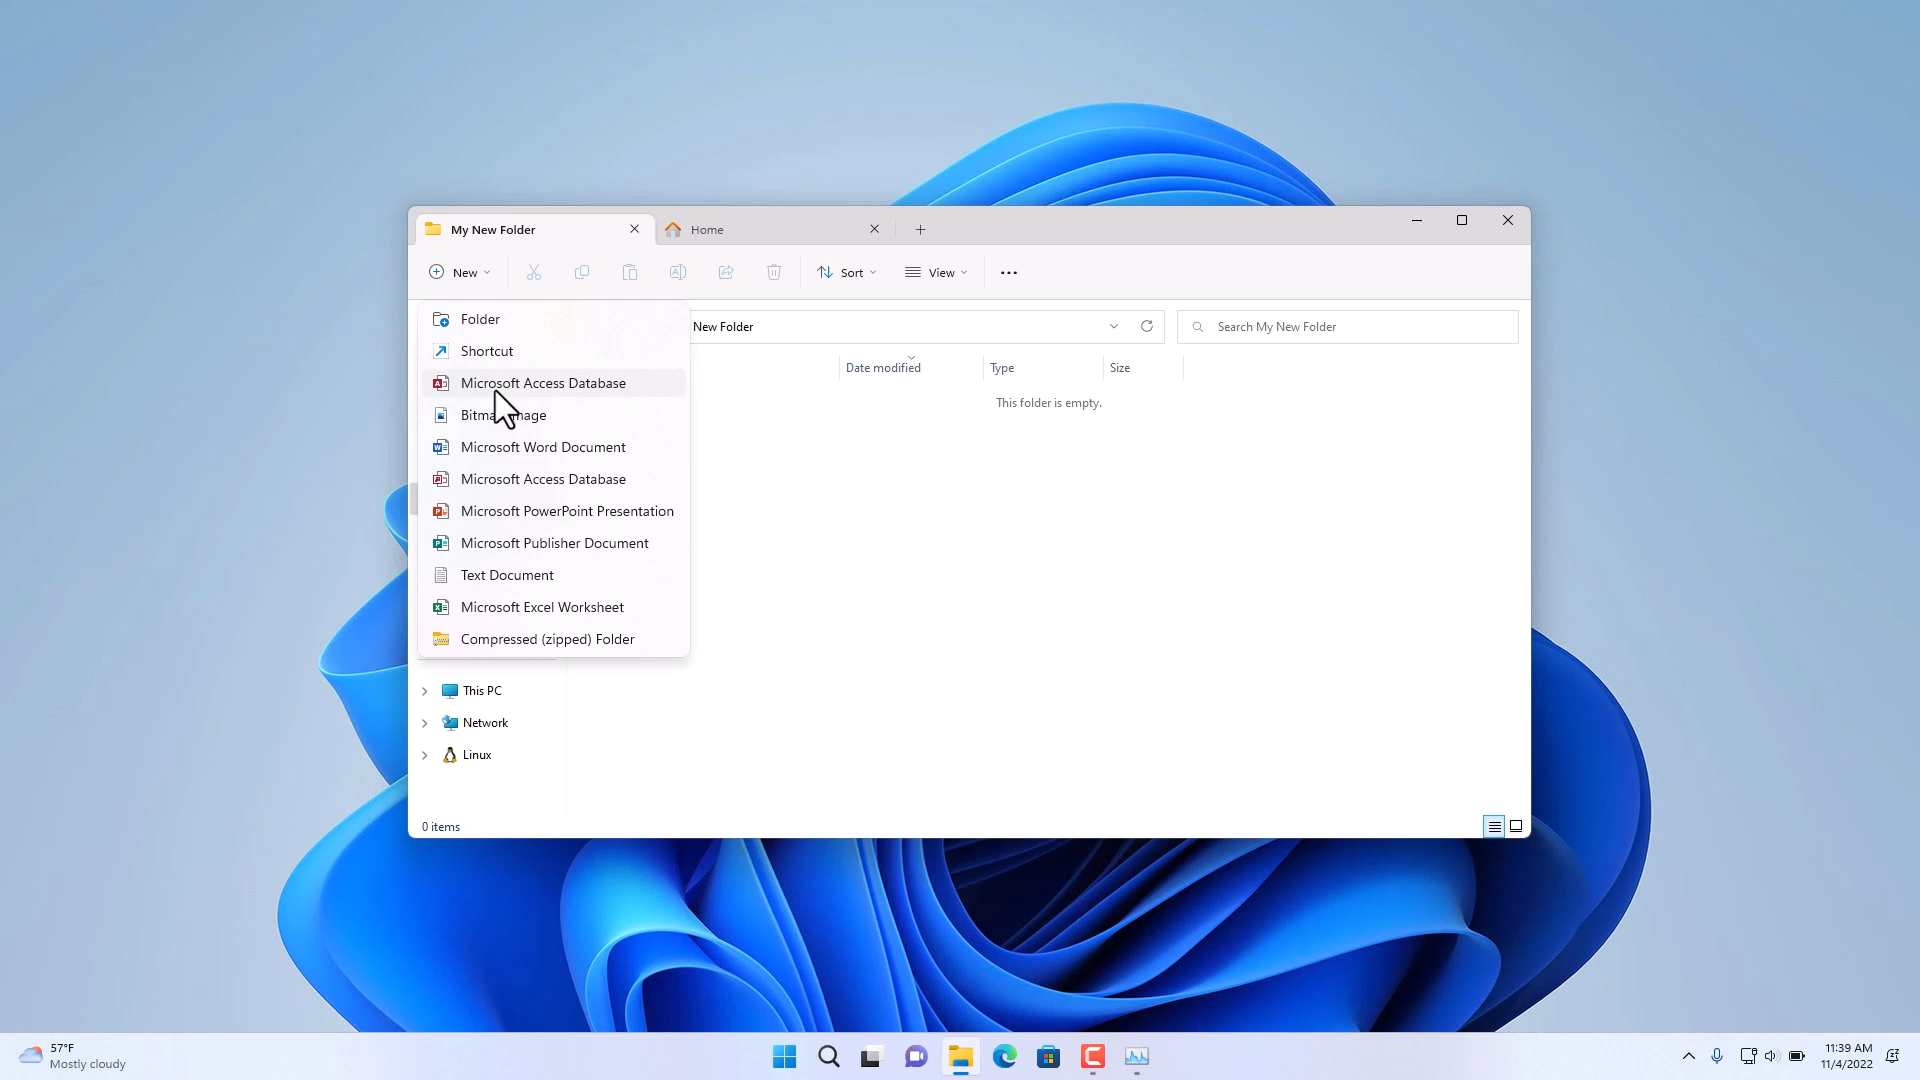 My New Folder
Home
New
Sort
View
New Folder
Search My New Folder
Folder
Shortcut
Microsoft Access Database
Microsoft Word Document
Microsoft Access Database
Microsoft PowerPoint Presentation
Microsoft Publisher Document
Text Document
Microsoft Excel Worksheet
Compressed (zipped) Folder
Date modified
Type
Size
This folder is empty.
This PC
Network
Linux
0 items
57°F
Mostly cloudy
11:39 AM
11/4/2022